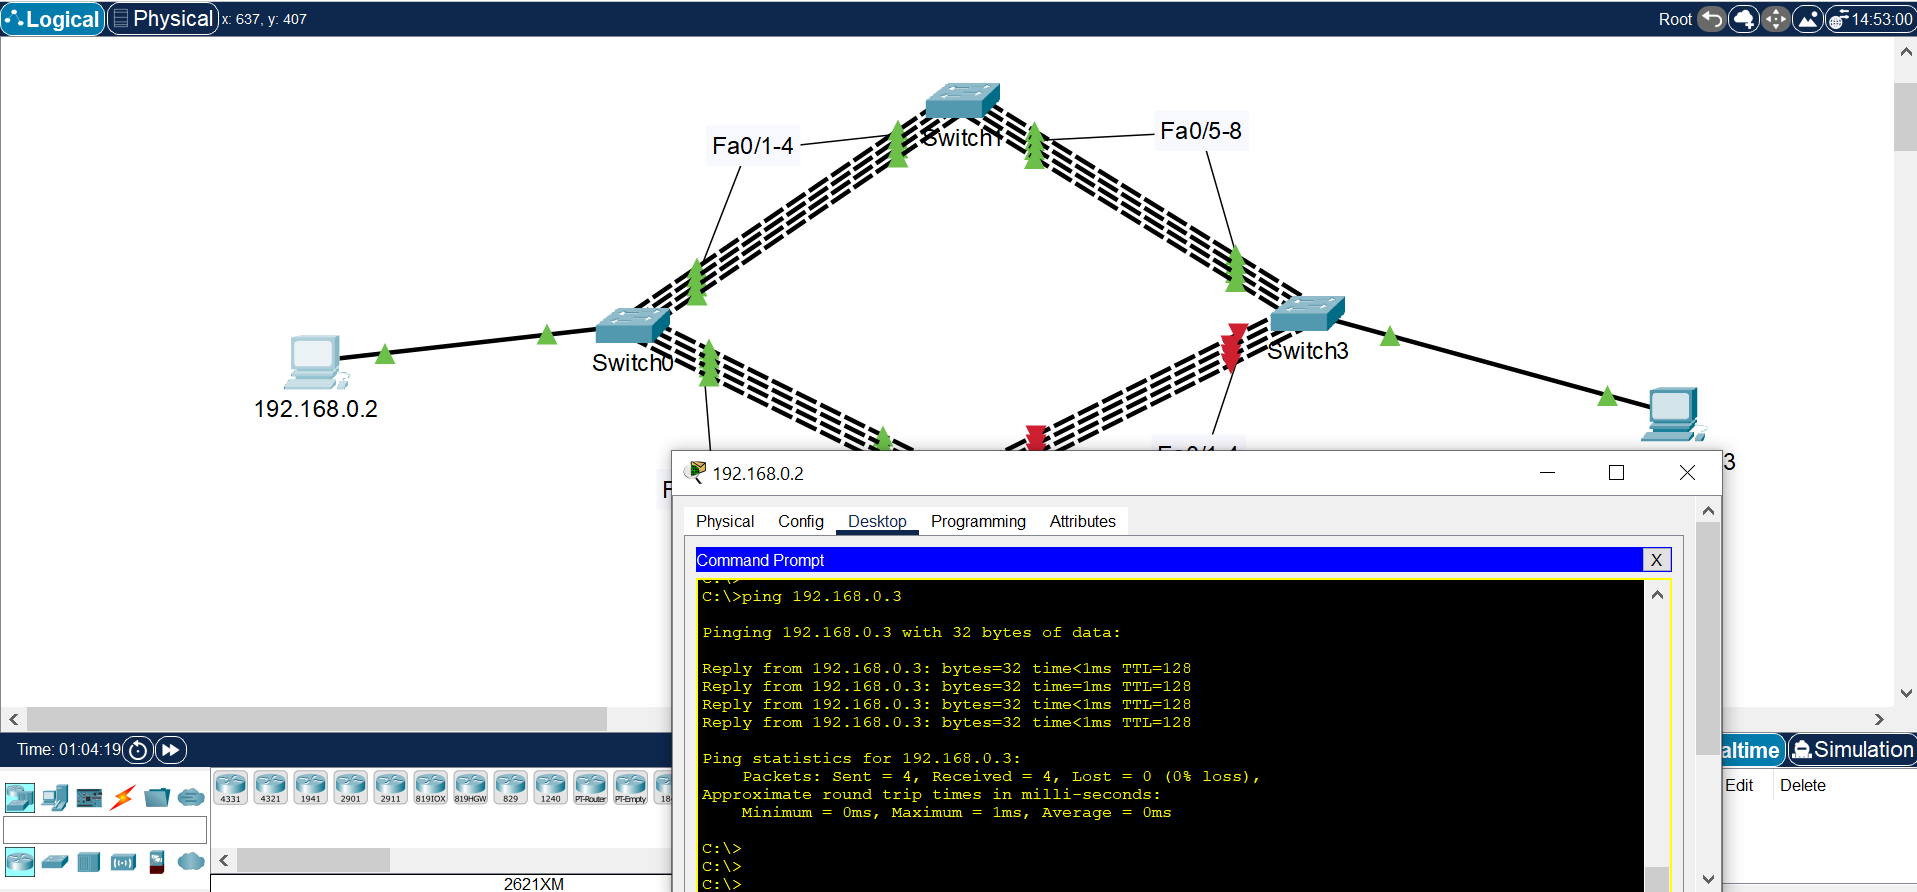 Logical Physical x: 637, y: 407 Root 14:53:00
Switch1
Fa0/1-4
Fa0/5-8
Switch0
Switch3
192.168.0.2
3
F
192.168.0.2
Physical Config Desktop Programming Attributes
Command Prompt X
C:\>
C:\>ping 192.168.0.3
Pinging 192.168.0.3 with 32 bytes of data:
Reply from 192.168.0.3: bytes=32 time<1ms TTL=128
Reply from 192.168.0.3: bytes=32 time=1ms TTL=128
Reply from 192.168.0.3: bytes=32 time<1ms TTL=128
Reply from 192.168.0.3: bytes=32 time<1ms TTL=128
Ping statistics for 192.168.0.3:
Packets: Sent = 4, Received = 4, Lost = 0 (0% loss),
Approximate round trip times in milli-seconds:
Minimum = 0ms, Maximum = 1ms, Average = 0ms
C:\>
C:\>
C:\>
Time: 01:04:19
altime Simulation
Edit Delete
4331 4321 1941 2901 2911 819IOX 819HGW 829 1240 PT-Router PT-Empty 18
2621XM